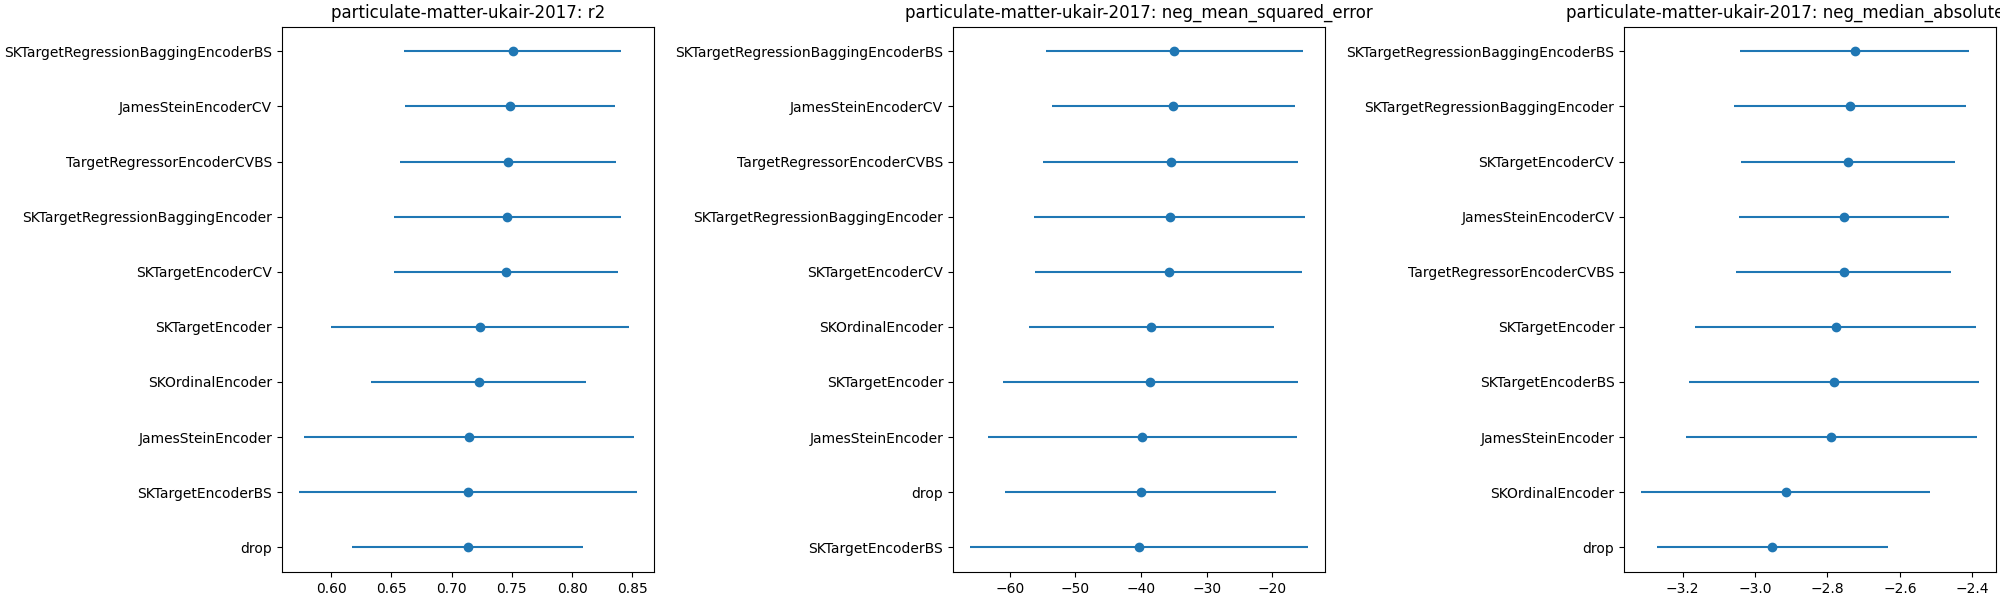 particulate-matter-ukair-2017: r2
SKTargetRegressionBaggingEncoderBS
JamesSteinEncoderCV
TargetRegressorEncoderCVBS
SKTargetRegressionBaggingEncoder
SKTargetEncoderCV
SKTargetEncoder
SKOrdinalEncoder
JamesSteinEncoder
SKTargetEncoderBS
drop
0.60 0.65 0.70 0.75 0.80 0.85
particulate-matter-ukair-2017: neg_mean_squared_error
SKTargetRegressionBaggingEncoderBS
JamesSteinEncoderCV
TargetRegressorEncoderCVBS
SKTargetRegressionBaggingEncoder
SKTargetEncoderCV
SKOrdinalEncoder
SKTargetEncoder
JamesSteinEncoder
drop
SKTargetEncoderBS
−60 −50 −40 −30 −20
particulate-matter-ukair-2017: neg_median_absolute
SKTargetRegressionBaggingEncoderBS
SKTargetRegressionBaggingEncoder
SKTargetEncoderCV
JamesSteinEncoderCV
TargetRegressorEncoderCVBS
SKTargetEncoder
SKTargetEncoderBS
JamesSteinEncoder
SKOrdinalEncoder
drop
−3.2 −3.0 −2.8 −2.6 −2.4